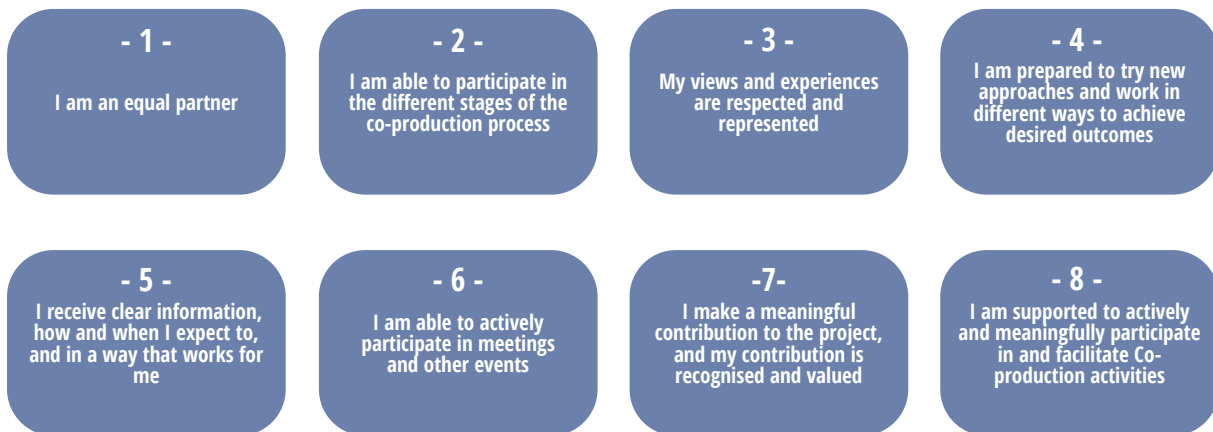 - 1 -
I am an equal partner
- 2 -
I am able to participate in
the different stages of the
co-production process
- 3 -
My views and experiences
are respected and
represented
- 4 -
I am prepared to try new
approaches and work in
different ways to achieve
desired outcomes
- 5 -
I receive clear information,
how and when I expect to,
and in a way that works for
me
- 6 -
I am able to actively
participate in meetings
and other events
-7-
I make a meaningful
contribution to the project,
and my contribution is
recognised and valued
- 8 -
I am supported to actively
and meaningfully participate
in and facilitate Co-
production activities